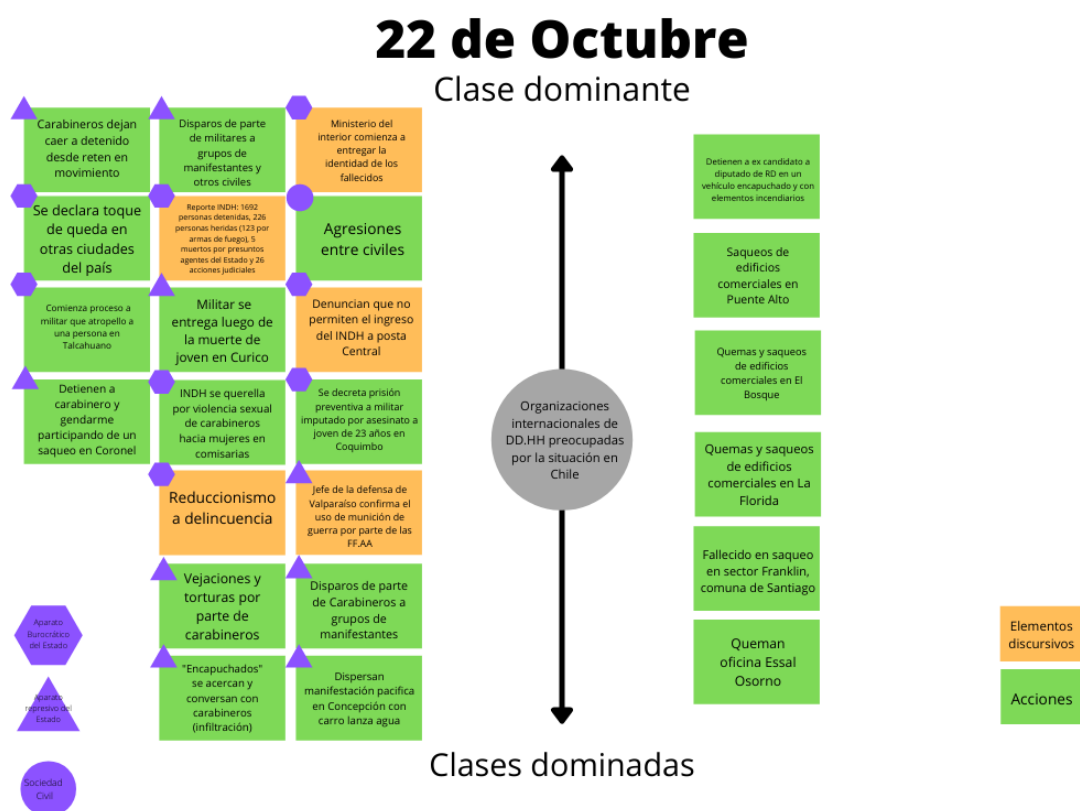 22 de Octubre
Clase dominante
Carabineros dejan
caer a detenido
desde reten en
movimiento
Disparos de parte
de militares a
grupos de
manifestantes y
otros civiles
Ministerio del
interior comienza a
entregar la
identidad de los
fallecidos
Se declara toque
de queda en
otras ciudades
del país
Reporte INDH: 1692
personas detenidas, 226
personas heridas (123 por
armas de fuego), 5
muertos por presuntos
agentes del Estado y 26
acciones judiciales
Agresiones
entre civiles
Comienza proceso a
militar que atropello a
una persona en
Talcahuano
Militar se
entrega luego de
la muerte de
joven en Curico
Denuncian que no
permiten el ingreso
del INDH a posta
Central
Detienen a
carabinero y
gendarme
participando de un
saqueo en Coronel
INDH se querella
por violencia sexual
de carabineros
hacia mujeres en
comisarias
Se decreta prisión
preventiva a militar
imputado por asesinato a
joven de 23 años en
Coquimbo
Reduccionismo
a delincuencia
Jefe de la defensa de
Valparaíso confirma el
uso de munición de
guerra por parte de las
FF.AA
Vejaciones y
torturas por
parte de
carabineros
Disparos de parte
de Carabineros a
grupos de
manifestantes
"Encapuchados"
se acercan y
conversan con
carabineros
(infiltración)
Dispersan
manifestación pacifica
en Concepción con
carro lanza agua
Aparato
Burocrático
del Estado
Aparato
represivo del
Estado
Sociedad
Civil
Organizaciones
internacionales de
DD.HH preocupadas
por la situación en
Chile
Detienen a ex candidato a
diputado de RD en un
vehículo encapuchado y con
elementos incendiarios
Saqueos de
edificios
comerciales en
Puente Alto
Quemas y saqueos
de edificios
comerciales en El
Bosque
Quemas y saqueos
de edificios
comerciales en La
Florida
Fallecido en saqueo
en sector Franklin,
comuna de Santiago
Queman
oficina Essal
Osorno
Elementos
discursivos
Acciones
Clases dominadas